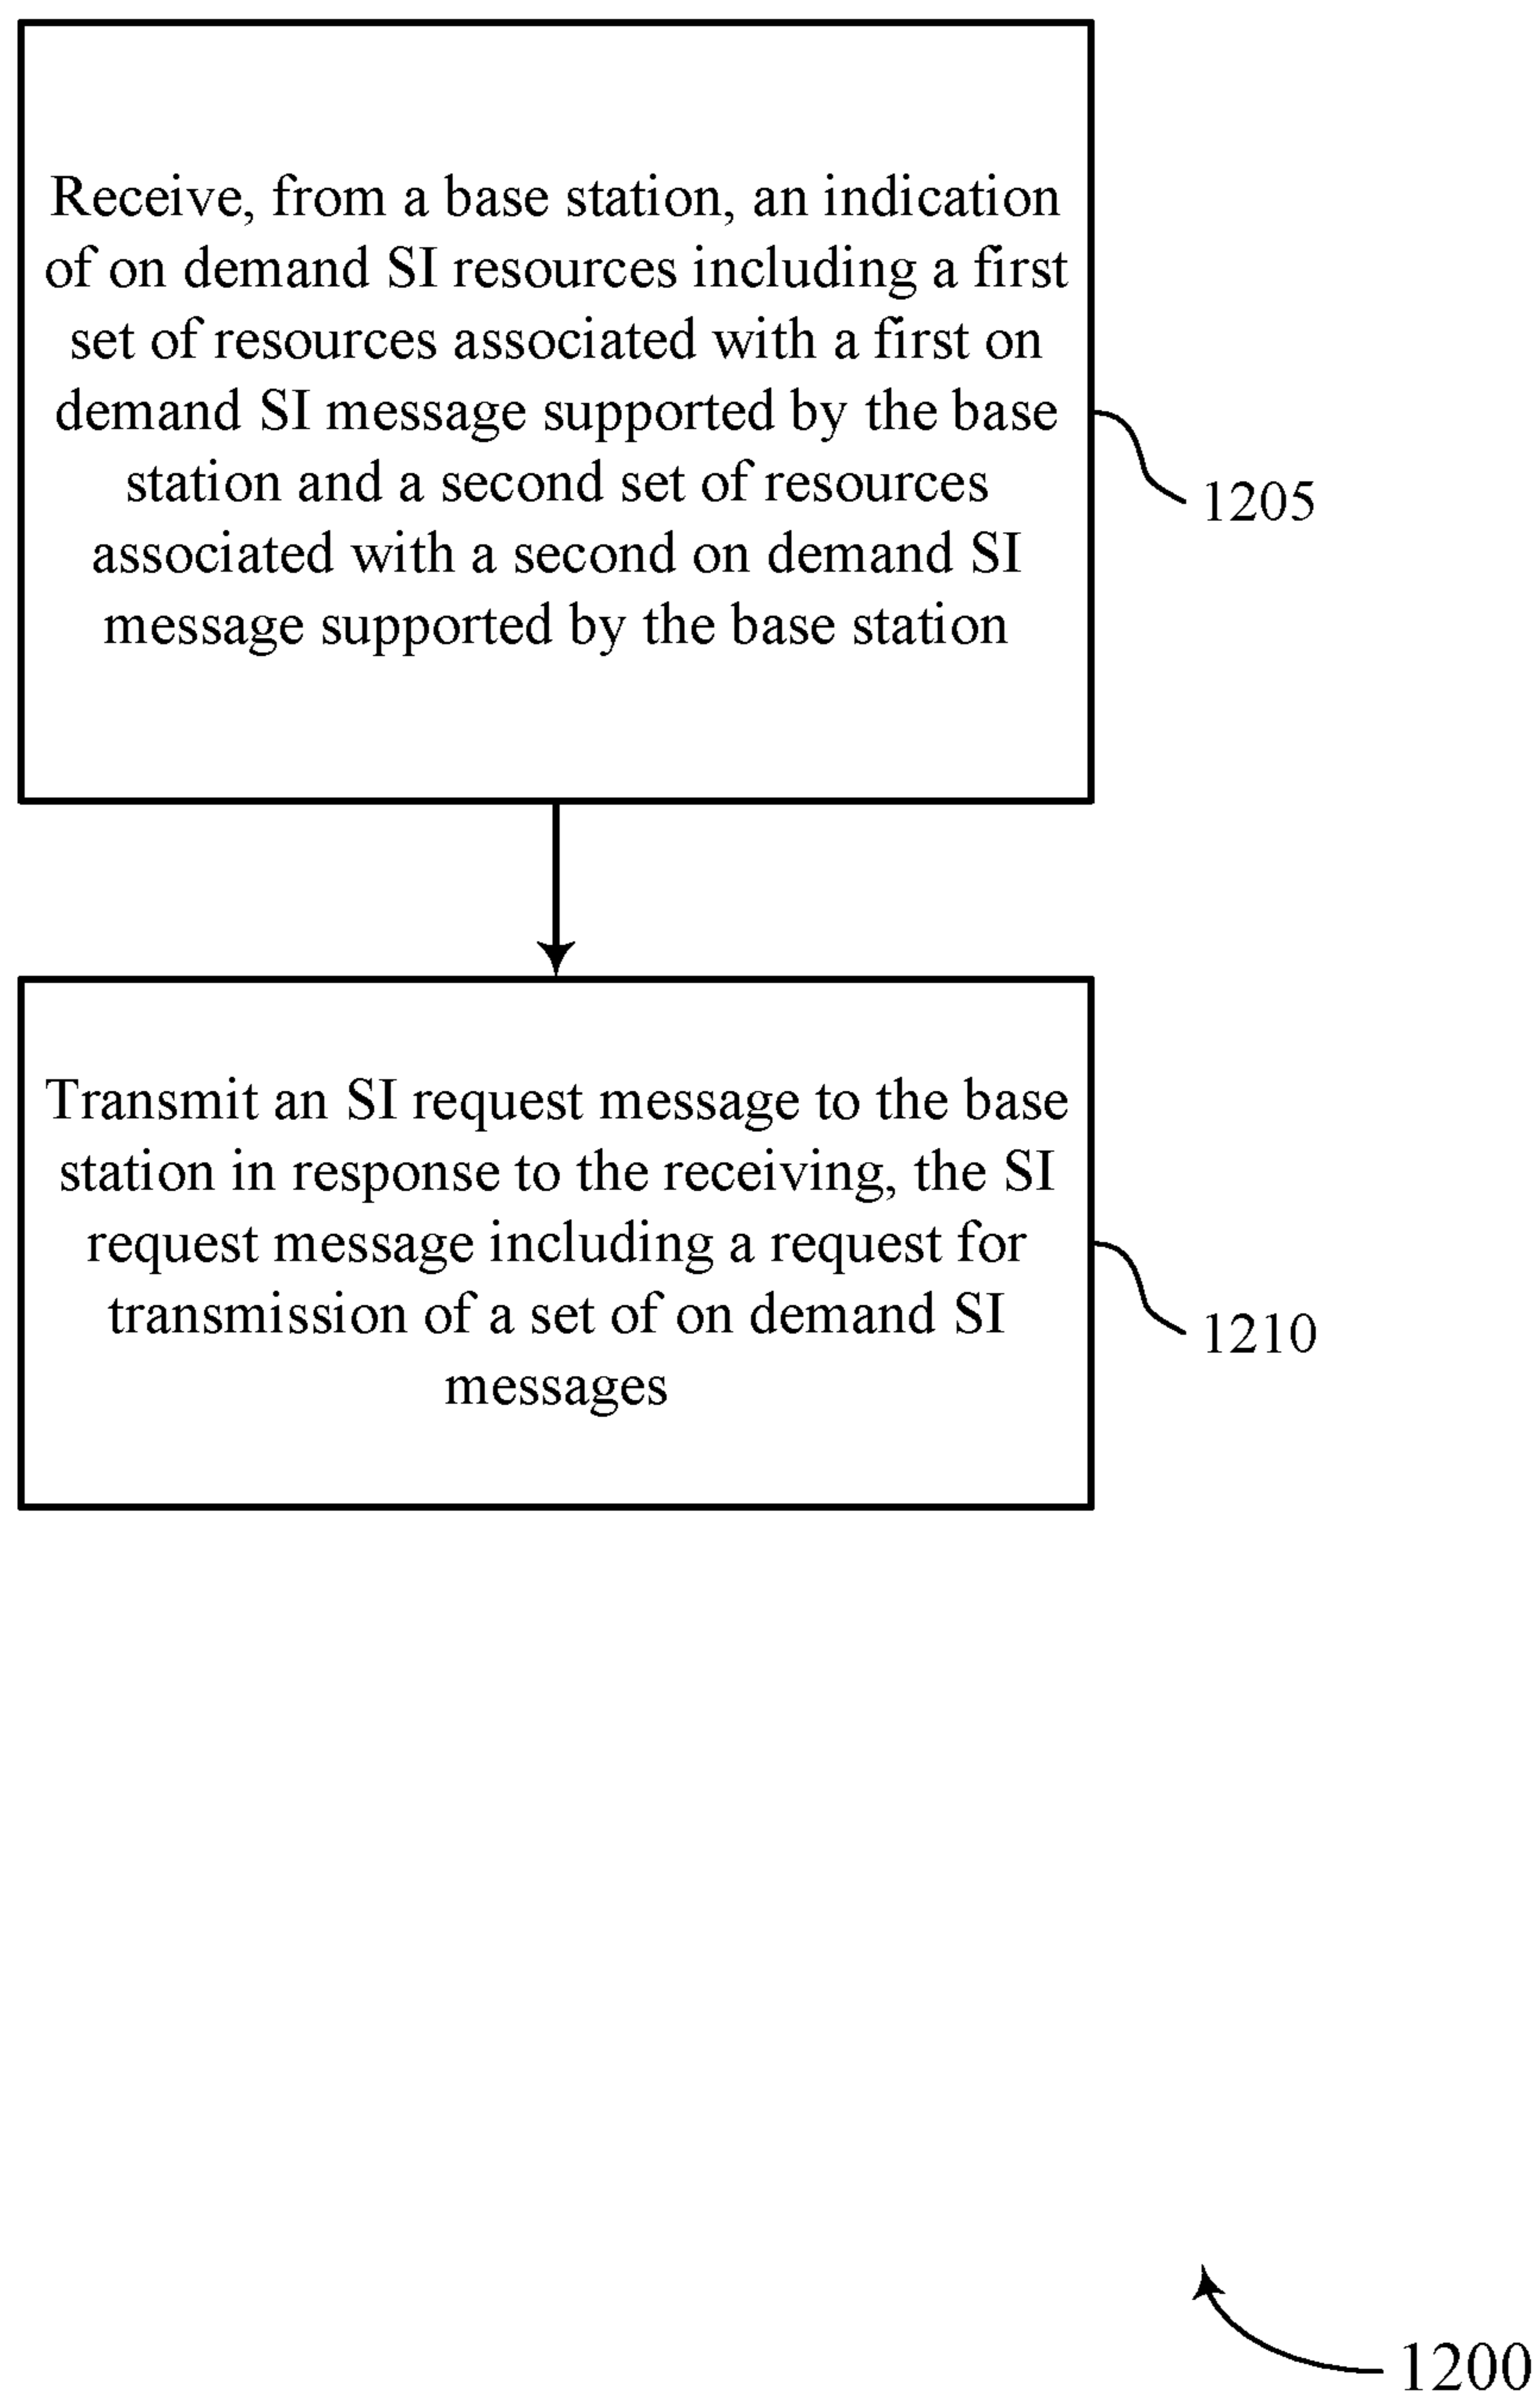 Receive, from a base station, an indication
of on demand SI resources including a first
set of resources associated with a first on
demand SI message supported by the base
station and a second set of resources
associated with a second on demand SI
message supported by the base station
1205
Transmit an SI request message to the base
station in response to the receiving, the SI
request message including a request for
transmission of a set of on demand SI
messages
1210
1200